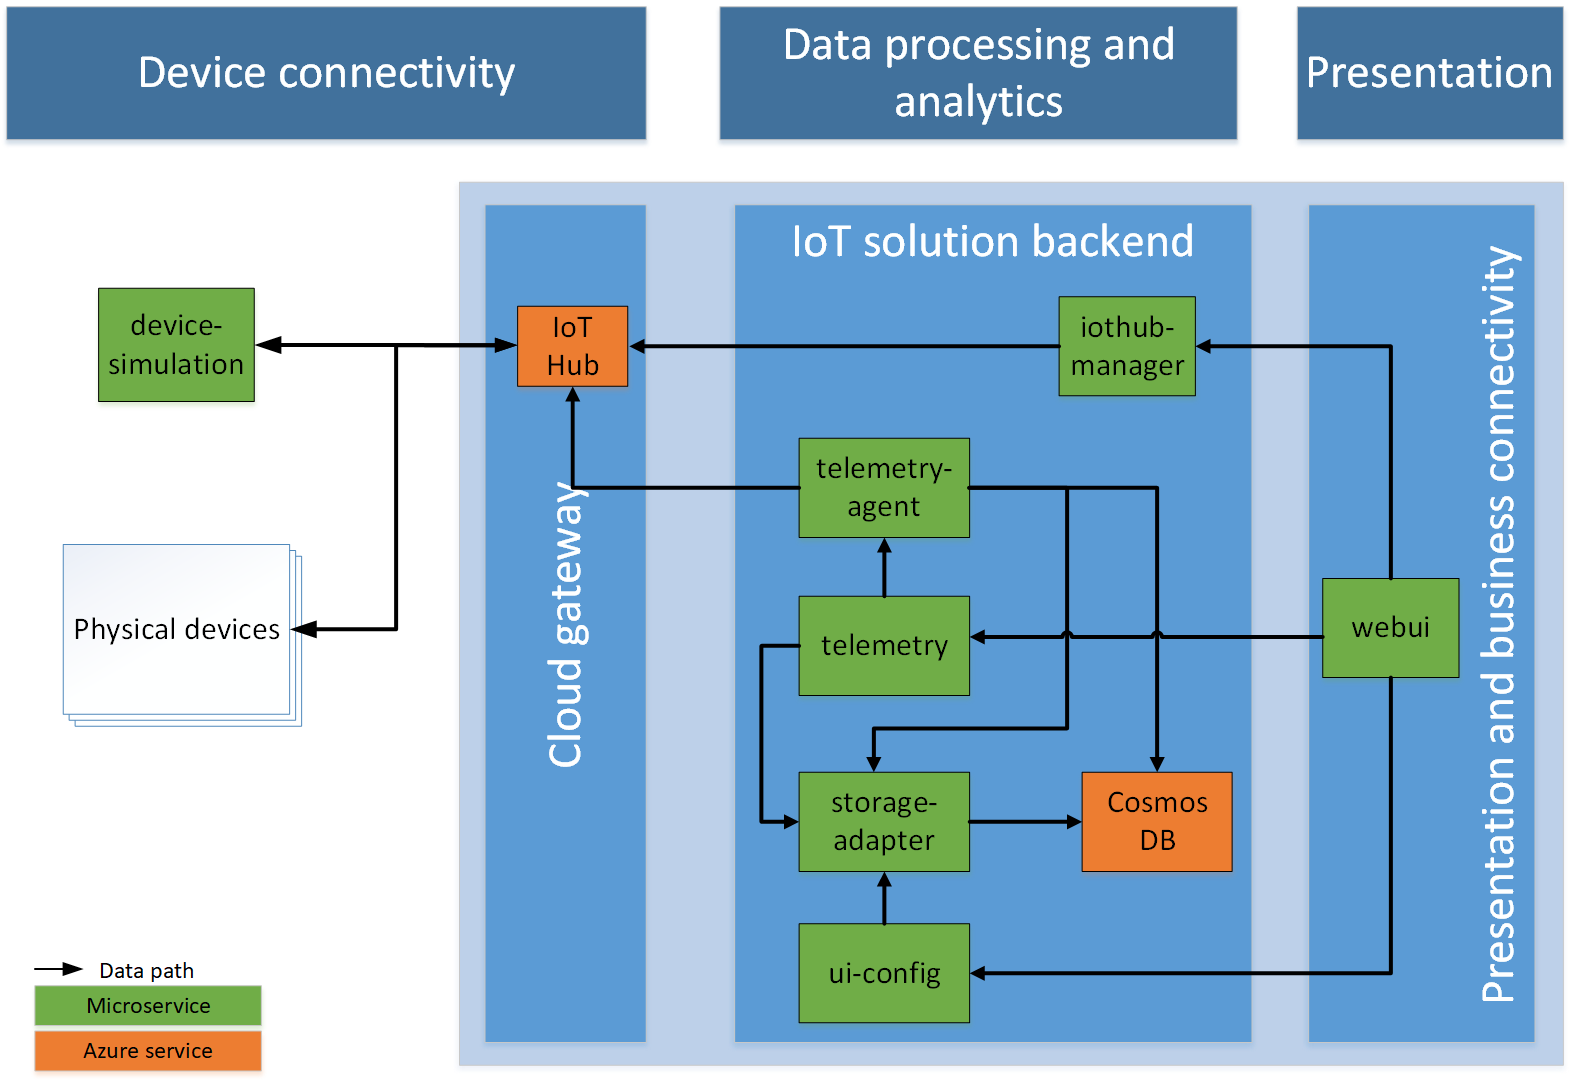 Device connectivity
Data processing and
analytics
Presentation
IoT solution backend
device-
simulation
IoT
Hub
iothub-
manager
telemetry-
agent
Physical devices
Cloud gateway
telemetry
webui
Presentation and business connectivity
storage-
adapter
Cosmos
DB
ui-config
Data path
Microservice
Azure service